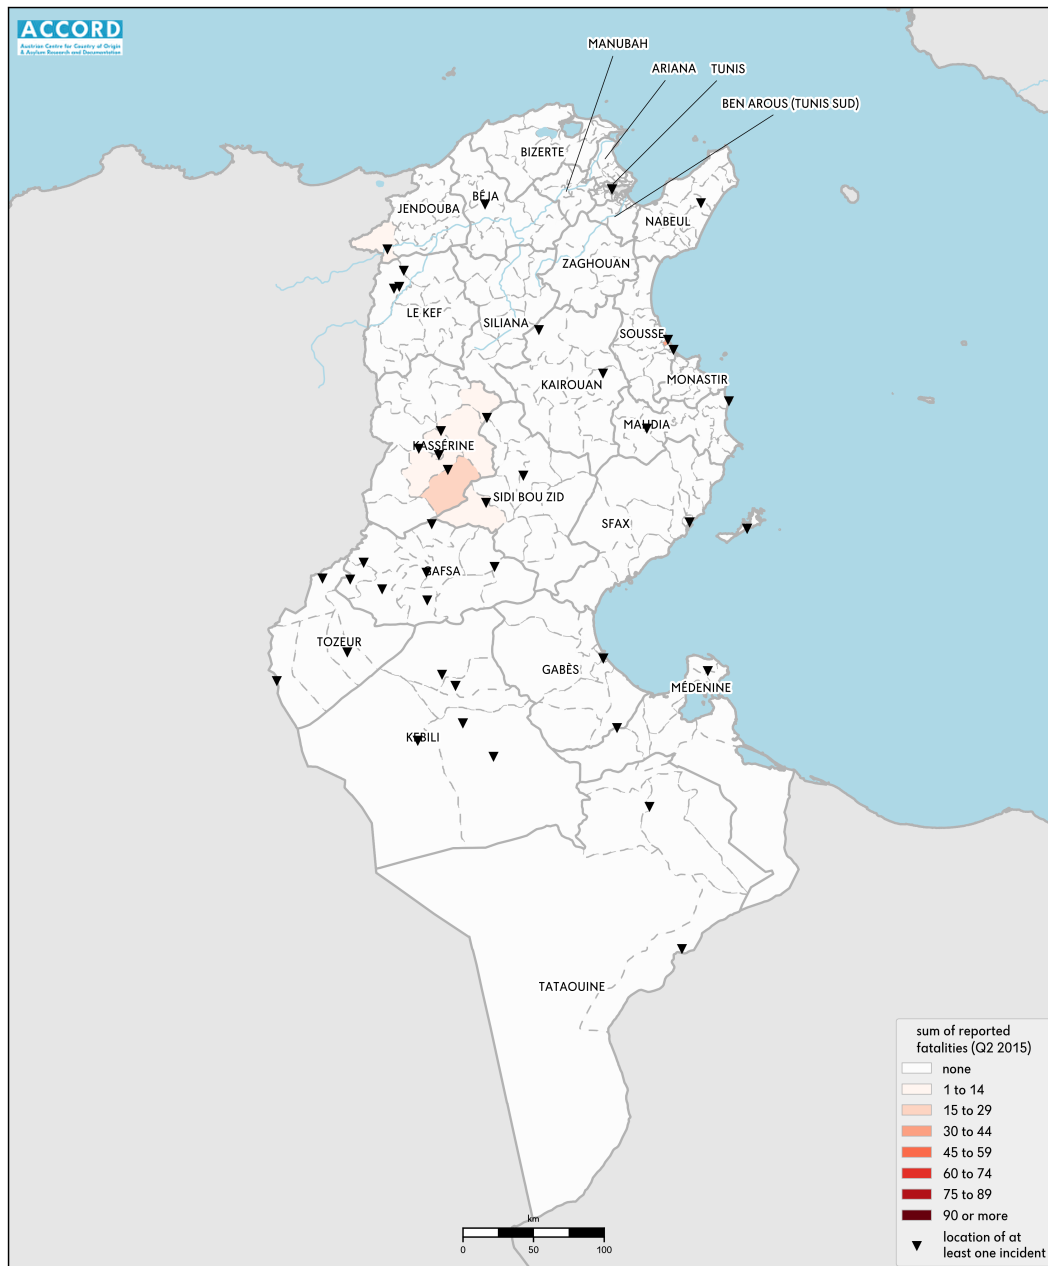 ACCORD
Austrian Centre for Country of Origin
& Asylum Research and Documentation
MANUBAH
ARIANA
TUNIS
BEN AROUS (TUNIS SUD)
BIZERTE
BÉJA
JENDOUBA
NABEUL
ZAGHOUAN
LE KEF
SILIANA
SOUSSE
MONASTIR
KAIROUAN
MAHDIA
KASSÉRINE
SIDI BOU ZID
SFAX
GAFSA
TOZEUR
GABÈS
MÉDENINE
KEBILI
TATAOUINE
sum of reported
fatalities (Q2 2015)
none
1 to 14
15 to 29
30 to 44
45 to 59
60 to 74
75 to 89
90 or more
location of at
least one incident
km
0 50 100